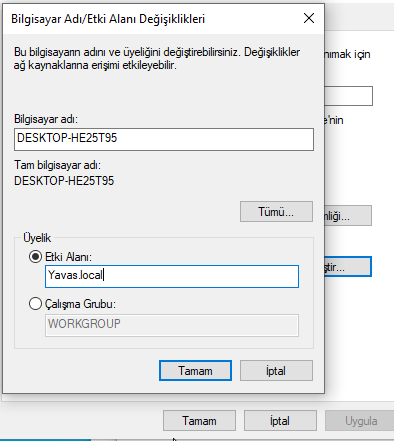 Bilgisayar Adı/Etki Alanı Değişiklikleri
Bu bilgisayarın adını ve üyeliğini değiştirebilirsiniz. Değişiklikler
ağ kaynaklarına erişimi etkileyebilir.
nımak için
Bilgisayar adı:
'nin
DESKTOP-HE25T95
Tam bilgisayar adı:
DESKTOP-HE25T95
Tümü...
mliği...
Üyelik
Etki Alanı:
ştir...
Yavas.local
Çalışma Grubu:
WORKGROUP
Tamam
İptal
Tamam
İptal
Uygula